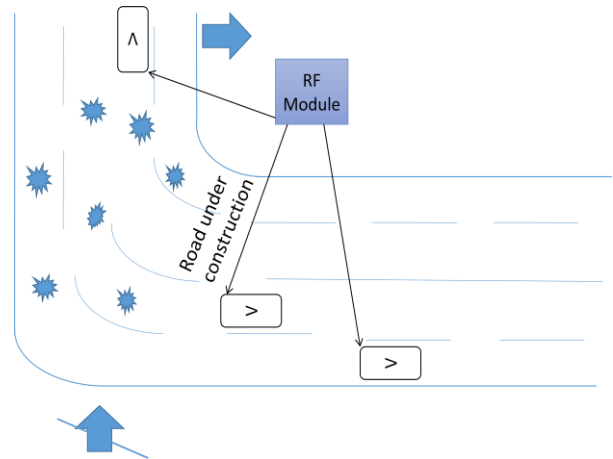 <
RF
Module
Road under
construction
>
>